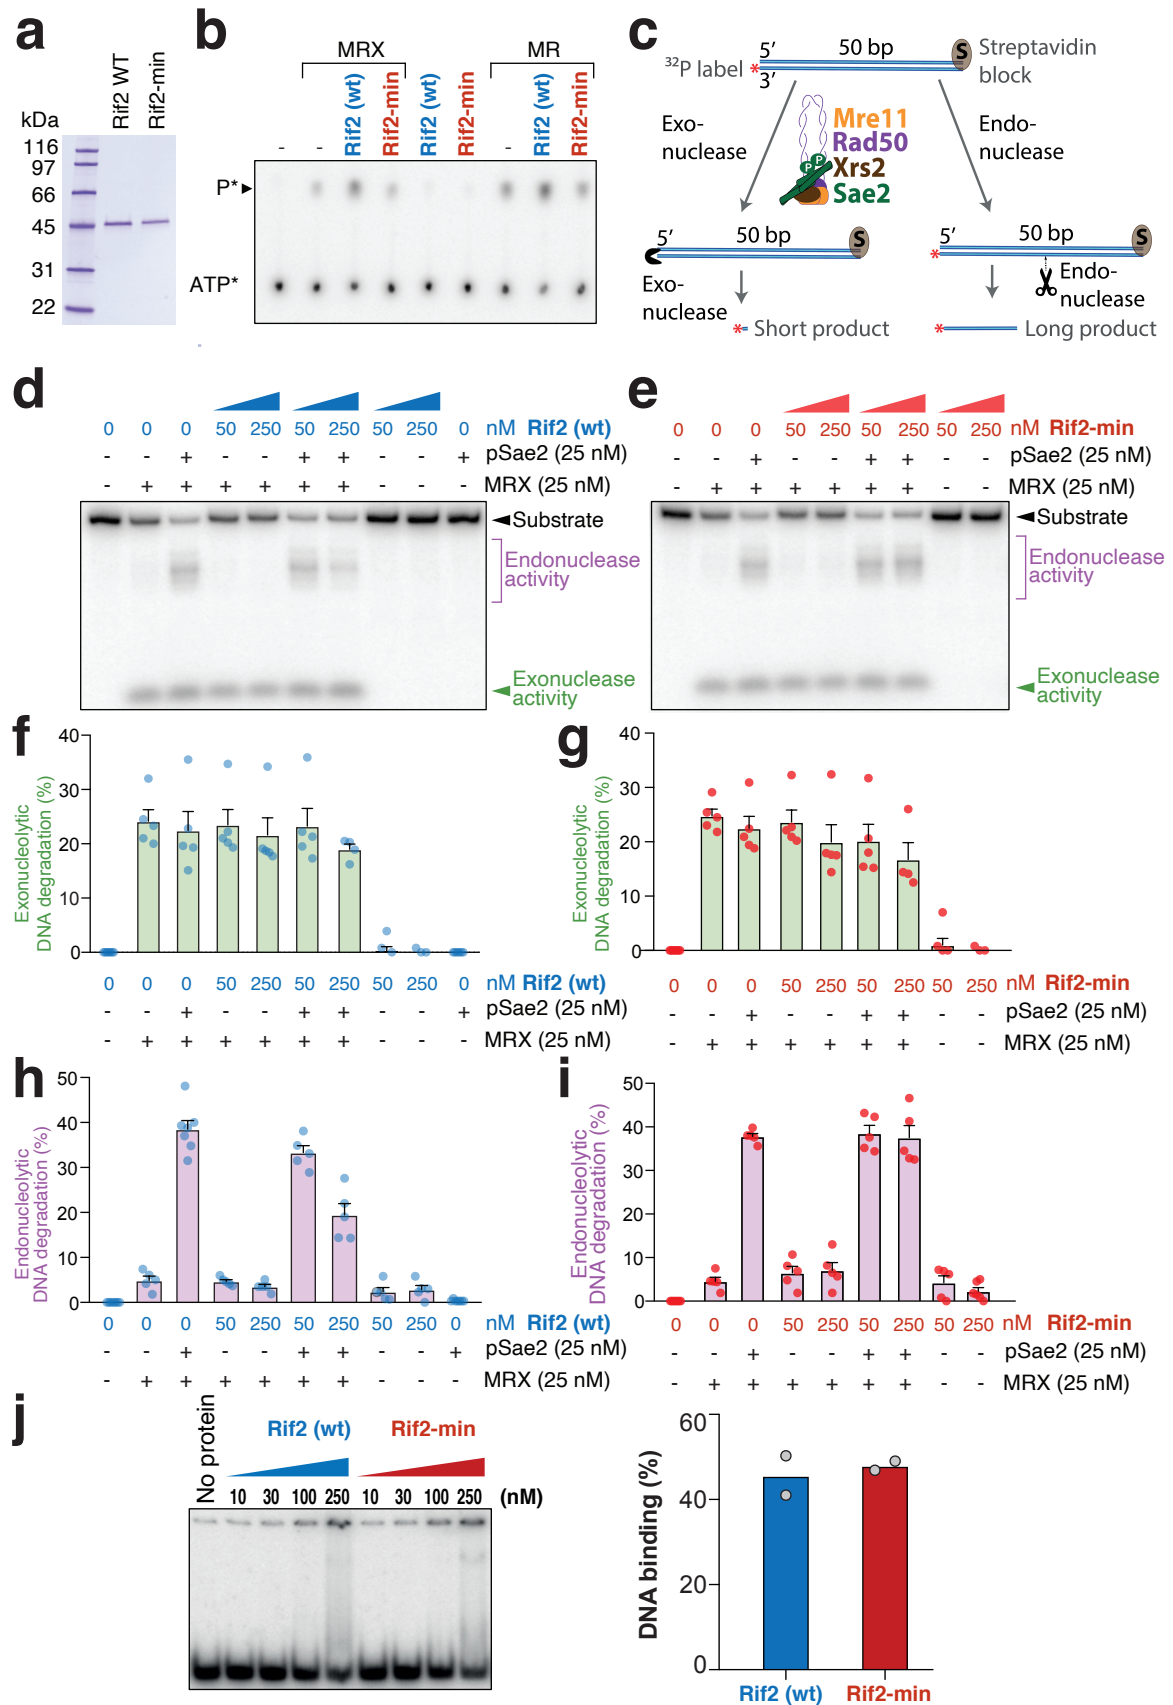 a
Rif2 WT
Rif2-min
kDa
116
97
66
45
31
22
b
MRX
MR
- - Rif2 (wt) Rif2-min Rif2 (wt) Rif2-min - Rif2 (wt) Rif2-min
P*
ATP*
c
5′ 50 bp S Streptavidin
block
32P label *
3′
Exo-
nuclease
Mre11
Rad50
P P
Xrs2
Sae2
Endo-
nuclease
5′ 50 bp S
Exo-
nuclease
* Short product
5′ 50 bp S
*
Endo-
nuclease
* Long product
d
0 0 0 50 250 50 250 50 250 0 nM Rif2 (wt)
- - + - - + + - - + pSae2 (25 nM)
- + + + + + + - - - MRX (25 nM)
Substrate
Endonuclease
activity
Exonuclease
activity
e
0 0 0 50 250 50 250 50 250 nM Rif2-min
- - + - - + + - - pSae2 (25 nM)
- + + + + + + - - MRX (25 nM)
Substrate
Endonuclease
activity
Exonuclease
activity
f
Exonucleolytic
DNA degradation (%)
40
30
20
10
0
0 0 0 50 250 50 250 50 250 0 nM Rif2 (wt)
- - + - - + + - - + pSae2 (25 nM)
- + + + + + + - - - MRX (25 nM)
g
Exonucleolytic
DNA degradation (%)
40
30
20
10
0
0 0 0 50 250 50 250 50 250 nM Rif2-min
- - + - - + + - - pSae2 (25 nM)
- + + + + + + - - MRX (25 nM)
h
Endonucleolytic
DNA degradation (%)
50
40
30
20
10
0
0 0 0 50 250 50 250 50 250 0 nM Rif2 (wt)
- - + - - + + - - + pSae2 (25 nM)
- + + + + + + - - - MRX (25 nM)
i
Endonucleolytic
DNA degradation (%)
50
40
30
20
10
0
0 0 0 50 250 0 0 50 250 nM Rif2-min
- - + - - + + - - pSae2 (25 nM)
- + + + + + + - - MRX (25 nM)
j
No protein
Rif2 (wt) Rif2-min
10 30 100 250 10 30 100 250 (nM)
DNA binding (%)
60
40
20
0
Rif2 (wt) Rif2-min